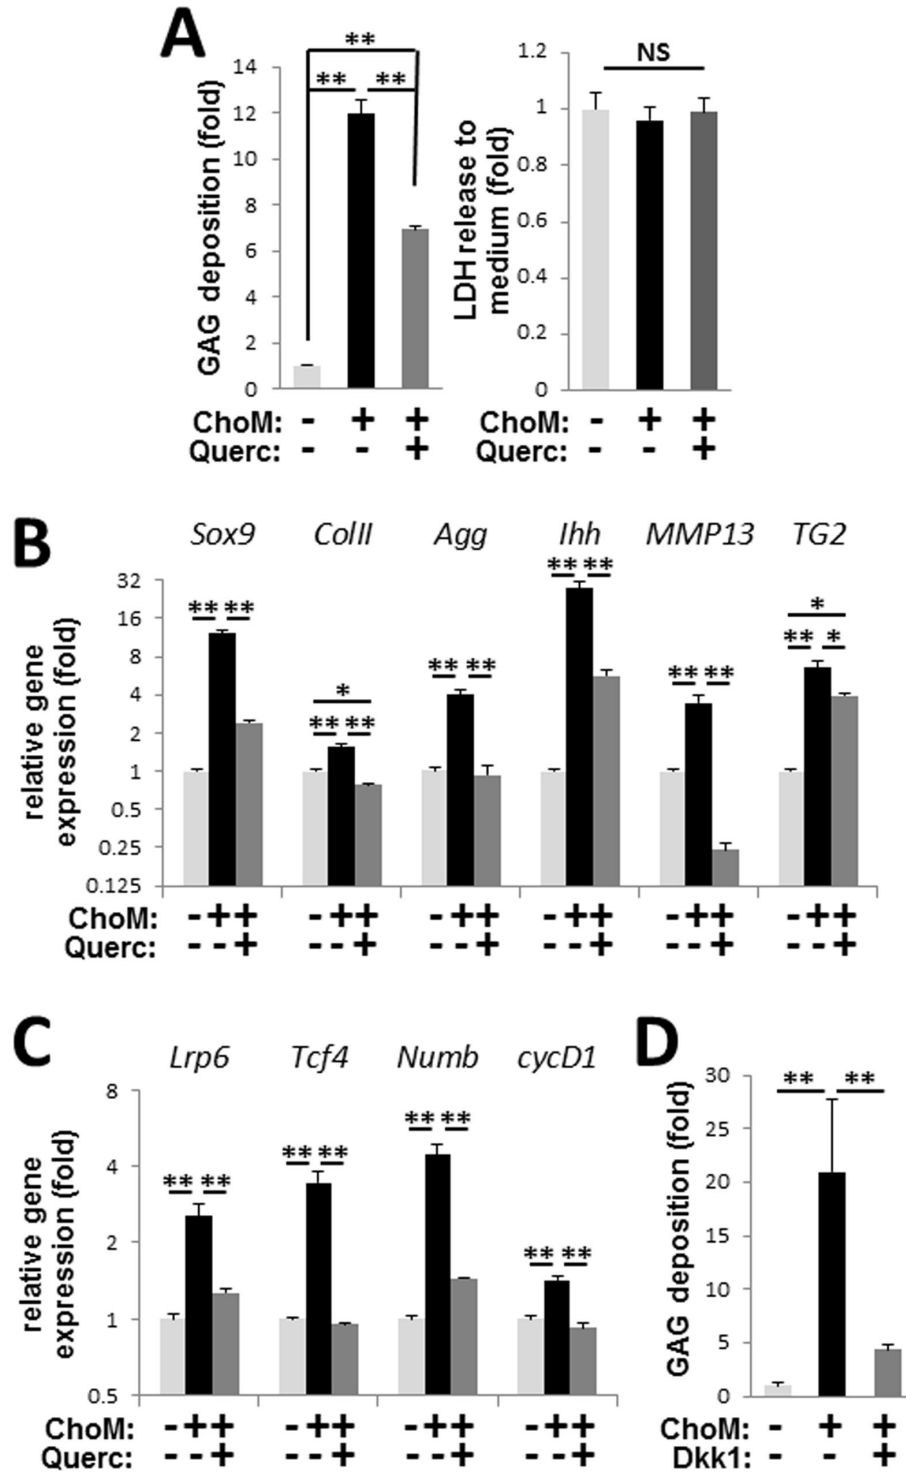 A
** 
** **
GAG deposition (fold)
14
12
10
8
6
4
2
0
ChoM: - + +
Querc: - - +
NS
LDH release to
medium (fold)
1.2
1
0.8
0.6
0.4
0.2
0
ChoM: - + +
Querc: - - +
B
Sox9 ColII Agg Ihh MMP13 TG2
relative gene
expression (fold)
32
16
8
4
2
1
0.5
0.25
0.125
** **
*
** **
** **
** **
** **
*
** *
ChoM: - + + - + + - + + - + + - + + - + +
Querc: - - + - - + - - + - - + - - + - - +
C
Lrp6 Tcf4 Numb cycD1
relative gene
expression (fold)
8
4
2
1
0.5
** **
** **
** **
** **
ChoM: - + + - + + - + + - + +
Querc: - - + - - + - - + - - +
D
** **
GAG deposition (fold)
30
25
20
15
10
5
0
ChoM: - + +
Dkk1: - - +